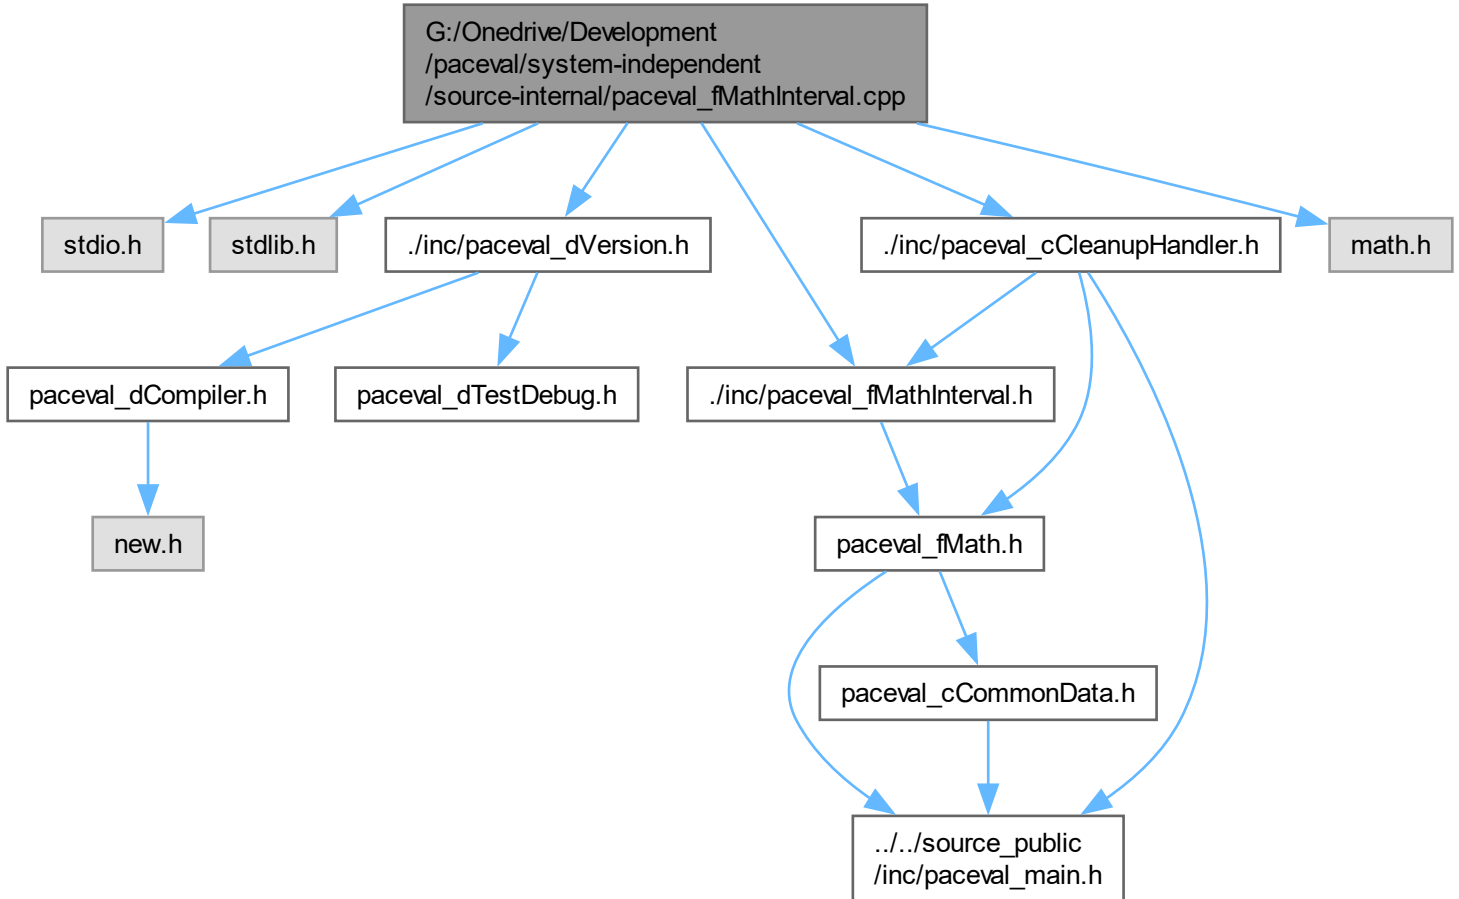 G:/Onedrive/Development
/paceval/system-independent
/source-internal/paceval_fMathInterval.cpp
stdio.h
stdlib.h
./inc/paceval_dVersion.h
./inc/paceval_cCleanupHandler.h
math.h
paceval_dCompiler.h
paceval_dTestDebug.h
./inc/paceval_fMathInterval.h
new.h
paceval_fMath.h
paceval_cCommonData.h
../../source_public
/inc/paceval_main.h